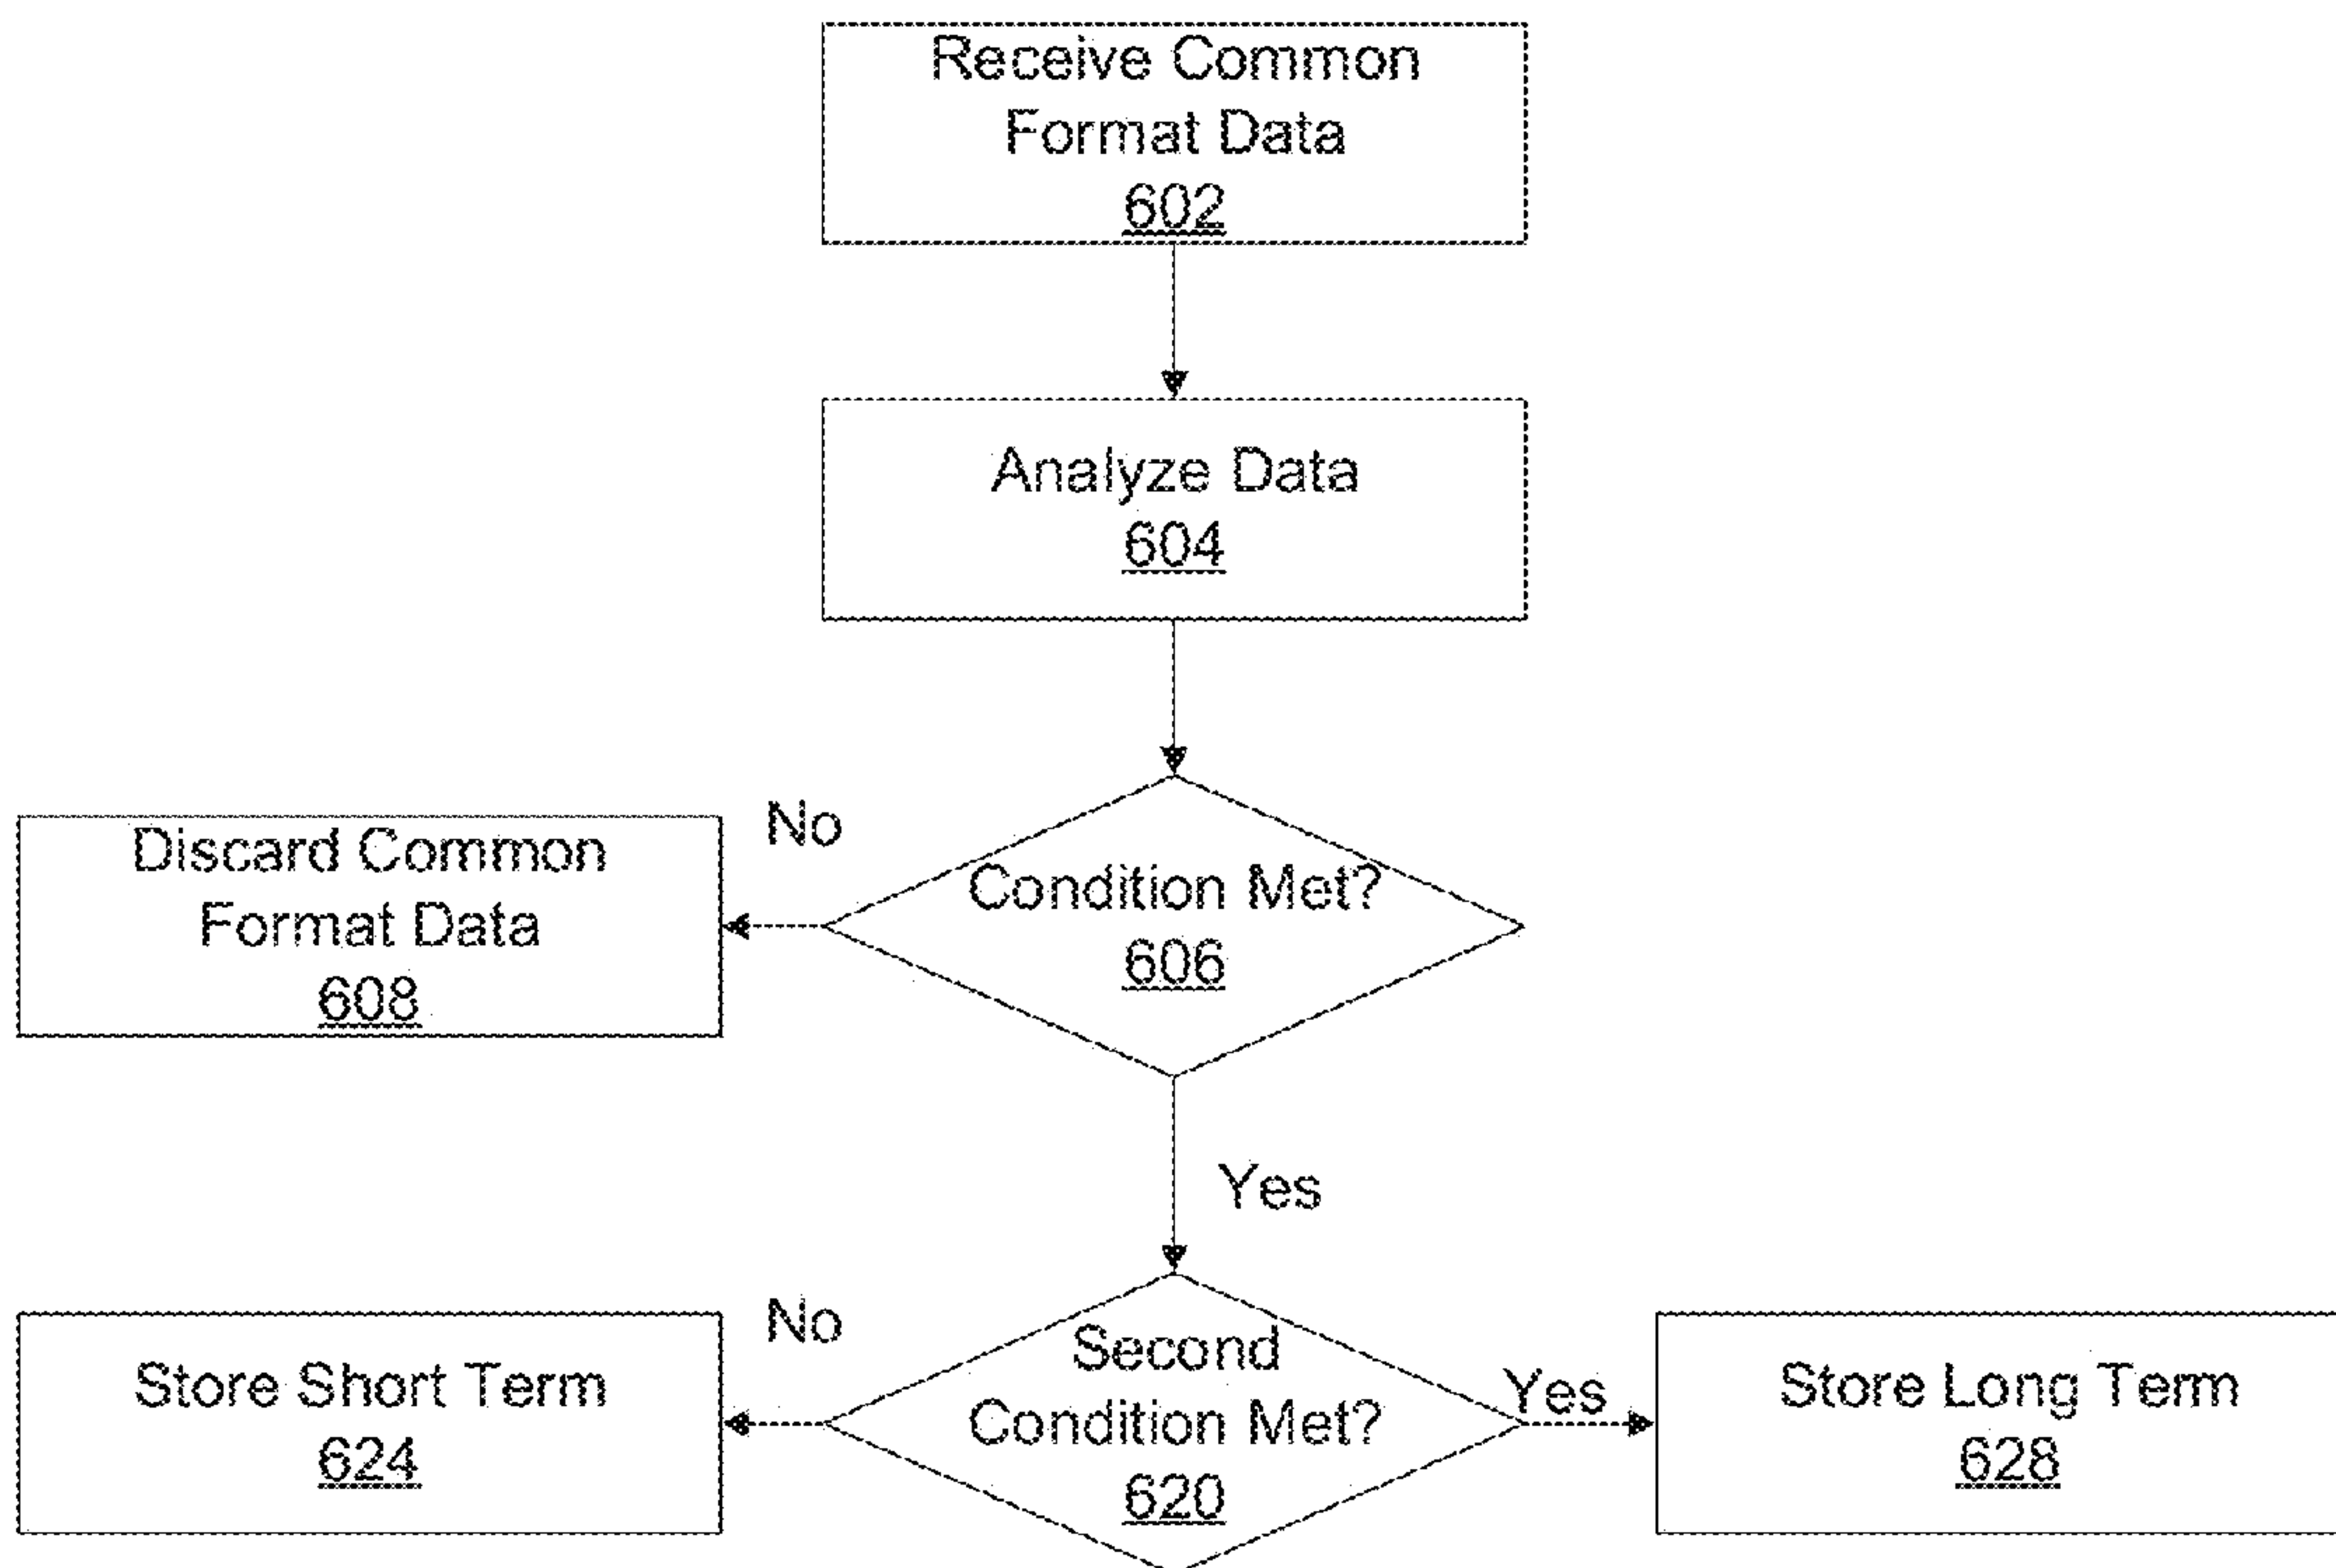 Receive Common
Format Data
602
Analyze Data
604
No
Condition Met?
606
Discard Common
Format Data
608
Yes
No
Second
Condition Met?
620
Yes
Store Short Term
624
Store Long Term
628